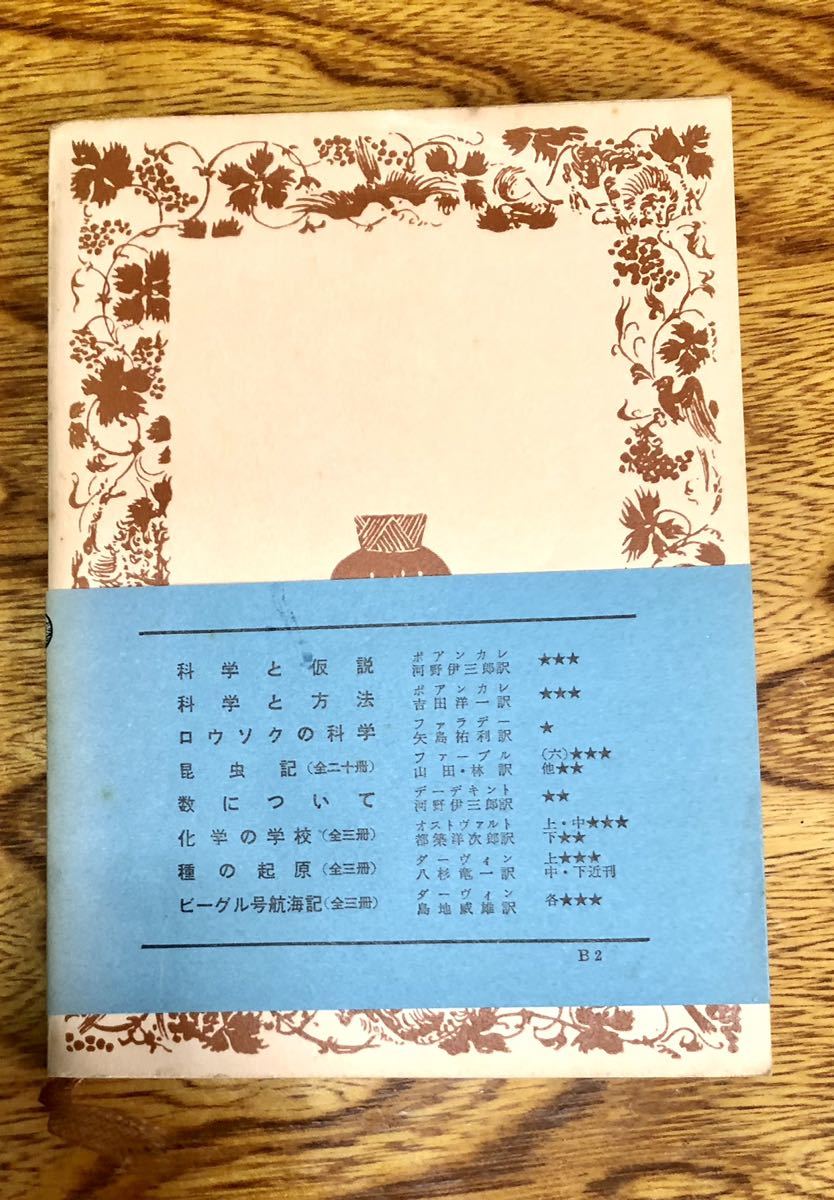 科学と仮説 ポアンカレ 河野伊三郎訳 ★★★
科学と方法 ポアンカレ 吉田洋一訳 ★★★
ロウソクの科学 ファラデー 矢島祐利訳 ★
昆虫記(全二十冊) ファーブル 山田・林訳 (六)★★★ 他★★
数について デーデキント 河野伊三郎訳 ★★
化学の学校(全三冊) オストヴァルト 都築洋次郎訳 上・中★★★ 下★★
種の起原(全三冊) ダーヴィン 八杉竜一訳 上★★★ 中・下近刊
ビーグル号航海記(全三冊) ダーヴィン 島地威雄訳 各★★★
B2